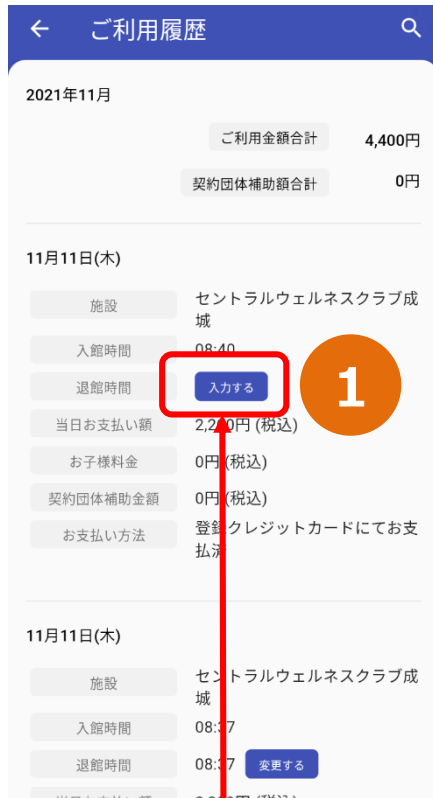 ← ご利用履歴
2021年11月
ご利用金額合計 4,400円
契約団体補助額合計 0円
11月11日(木)
施設 セントラルウェルネスクラブ成
城
入館時間 08:40
退館時間 入力する
1
当日お支払い額 2,200円 (税込)
お子様料金 0円 (税込)
契約団体補助金額 0円 (税込)
お支払い方法 登録クレジットカードにてお支
払済
11月11日(木)
施設 セントラルウェルネスクラブ成
城
入館時間 08:37
退館時間 08:37 変更する